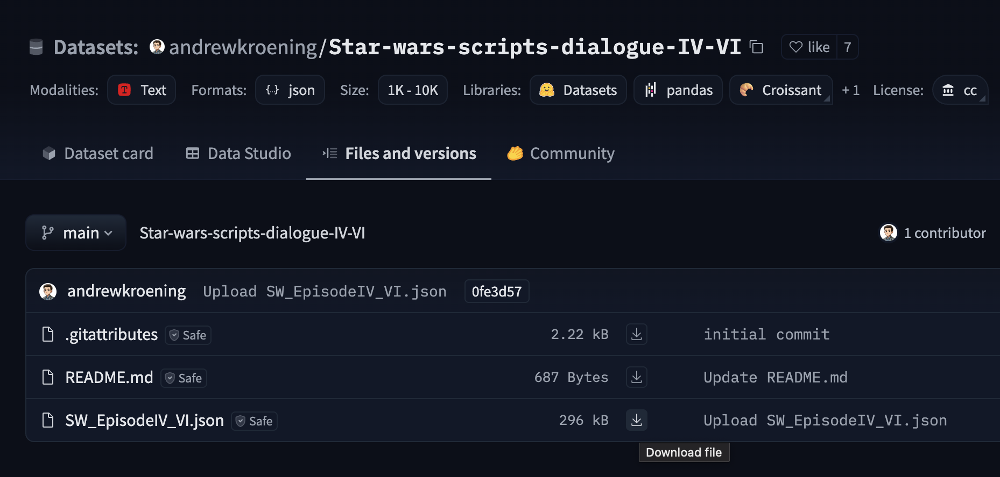 Datasets: andrewkroening/Star-wars-scripts-dialogue-IV-VI like 7
Modalities: Text Formats: json Size: 1K - 10K Libraries: Datasets pandas Croissant + 1 License: cc
Dataset card Data Studio Files and versions Community
main Star-wars-scripts-dialogue-IV-VI 1 contributor
andrewkroening Upload SW_EpisodeIV_VI.json 0fe3d57
.gitattributes Safe 2.22 kB initial commit
README.md Safe 687 Bytes Update README.md
SW_EpisodeIV_VI.json Safe 296 kB Upload SW_EpisodeIV_VI.json
Download file